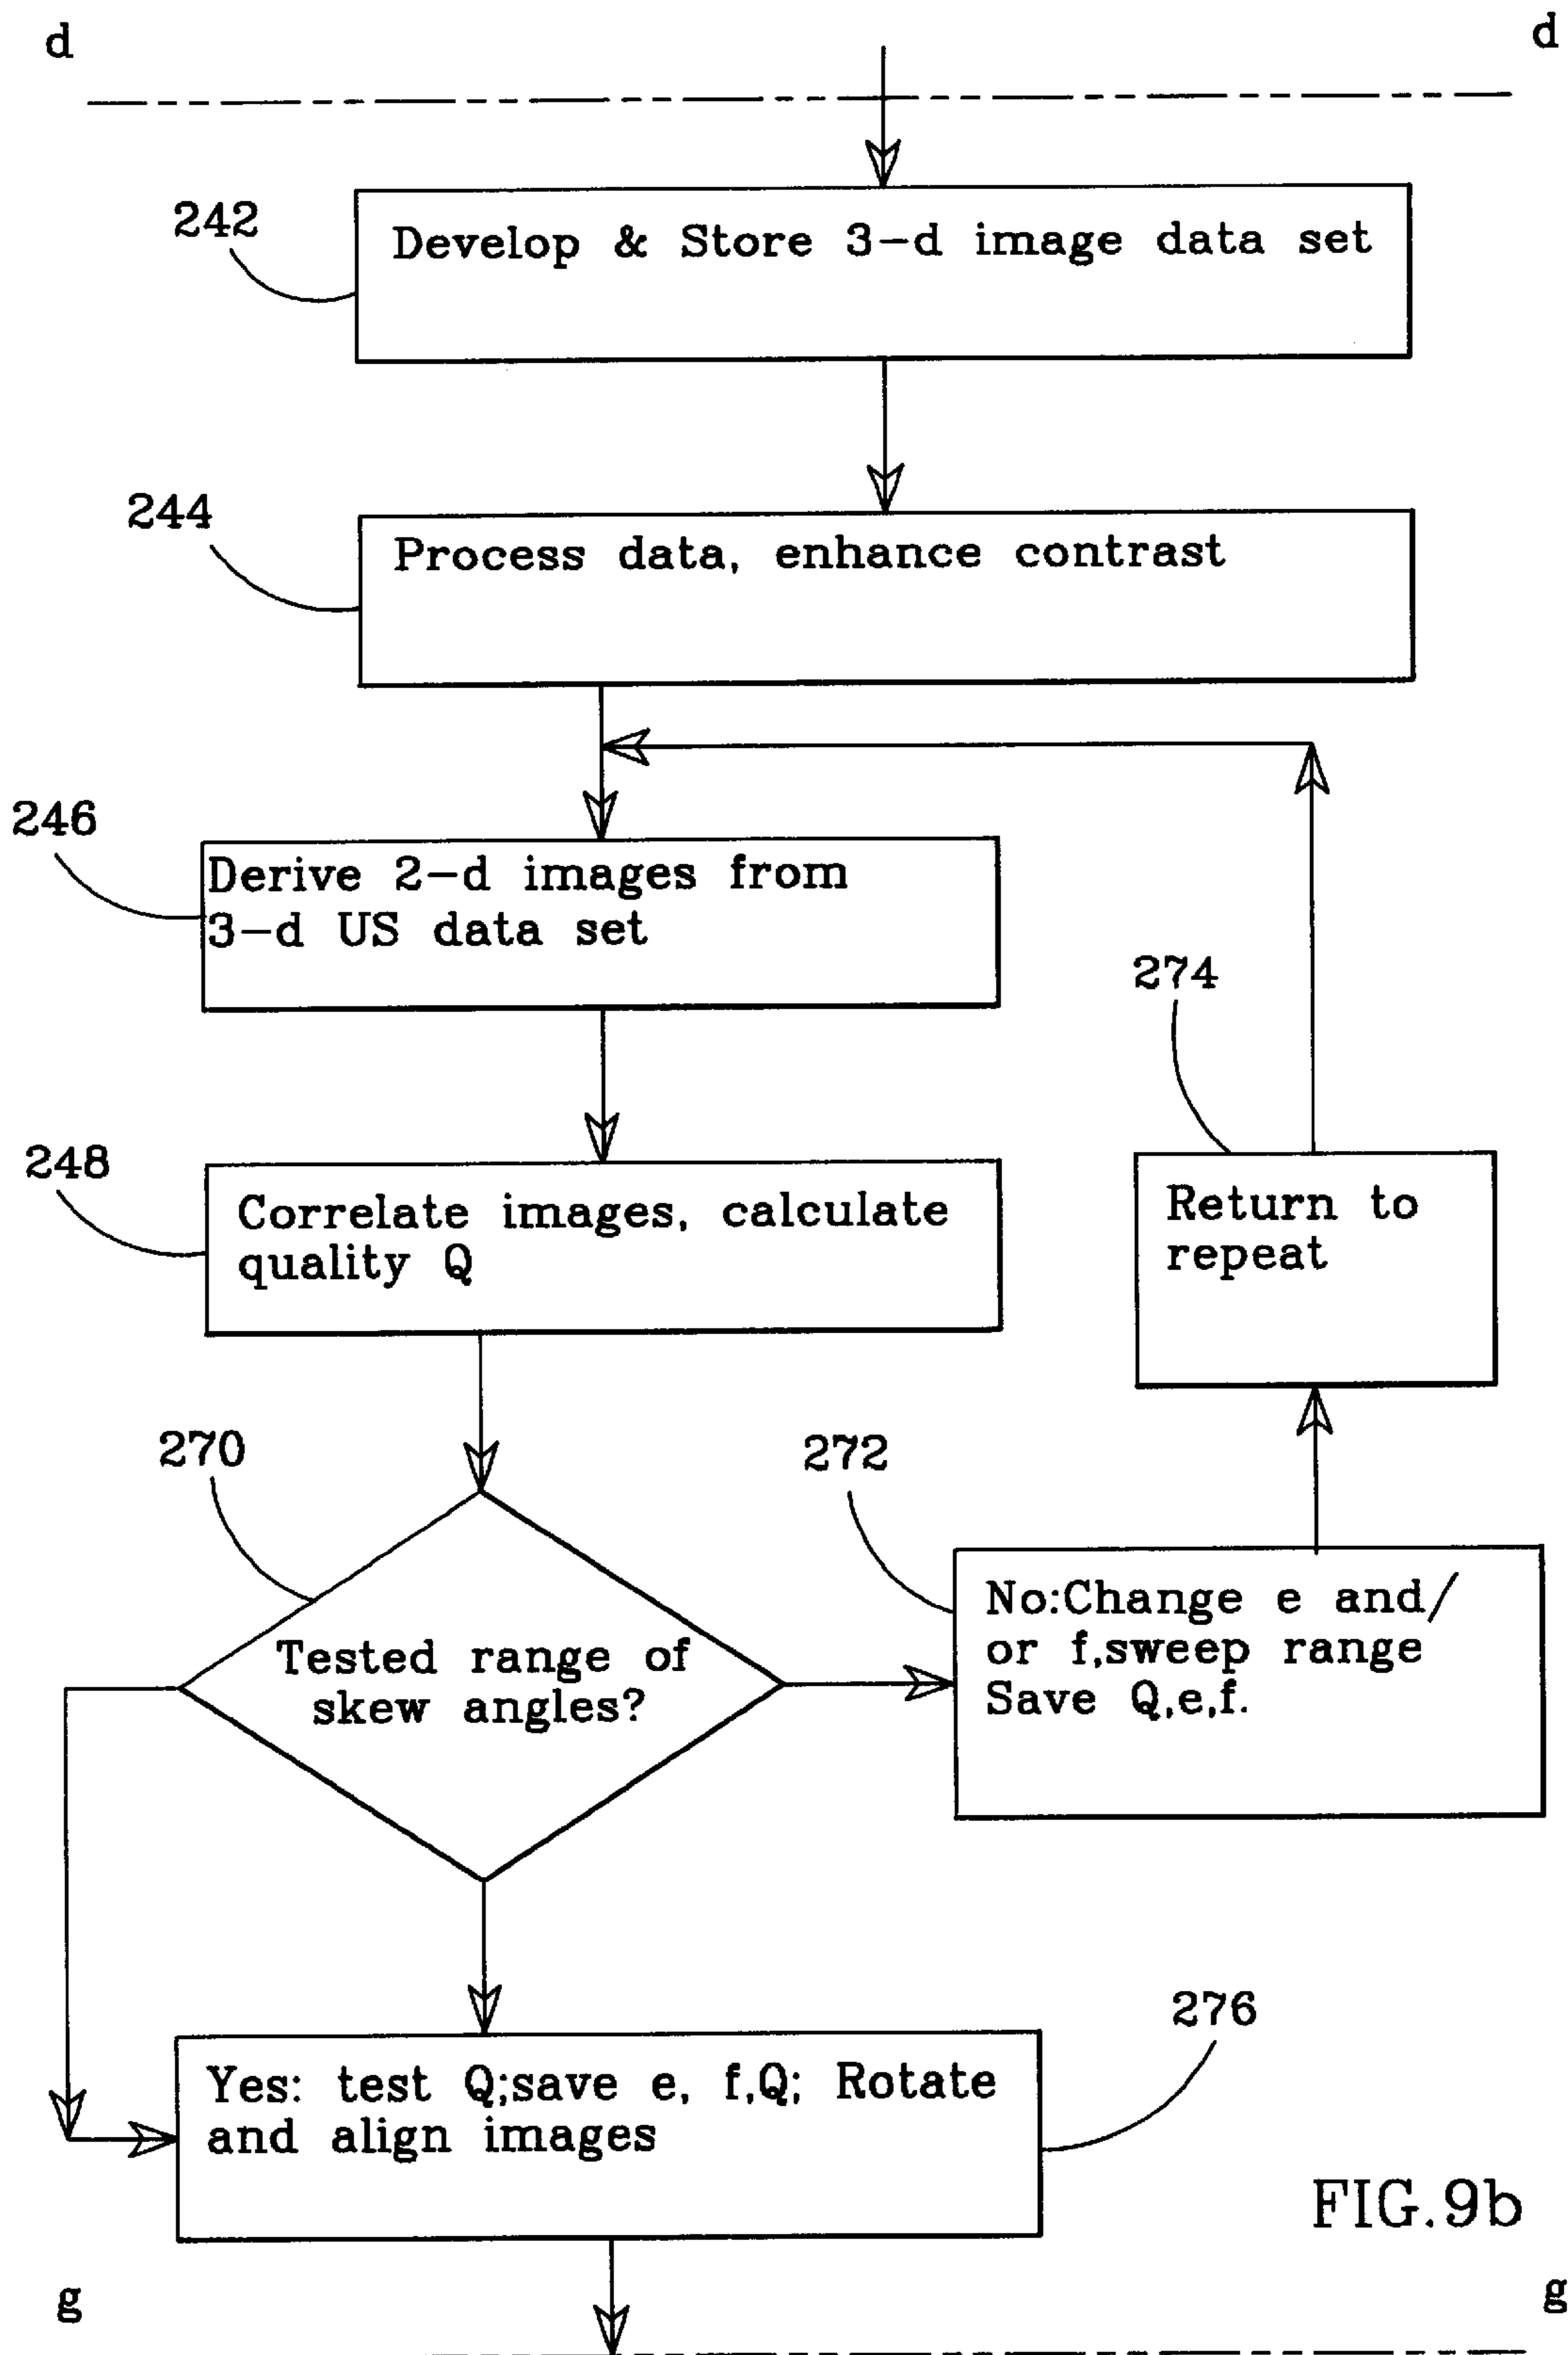 d
d
242
Develop & Store 3-d image data set
244
Process data, enhance contrast
246
Derive 2-d images from
3-d US data set
274
248
Correlate images, calculate
quality Q
Return to
repeat
270
272
Tested range of
skew angles?
No:Change e and/
or f,sweep range
Save Q,e,f.
276
Yes: test Q;save e, f,Q; Rotate
and align images
FIG.9b
g
g